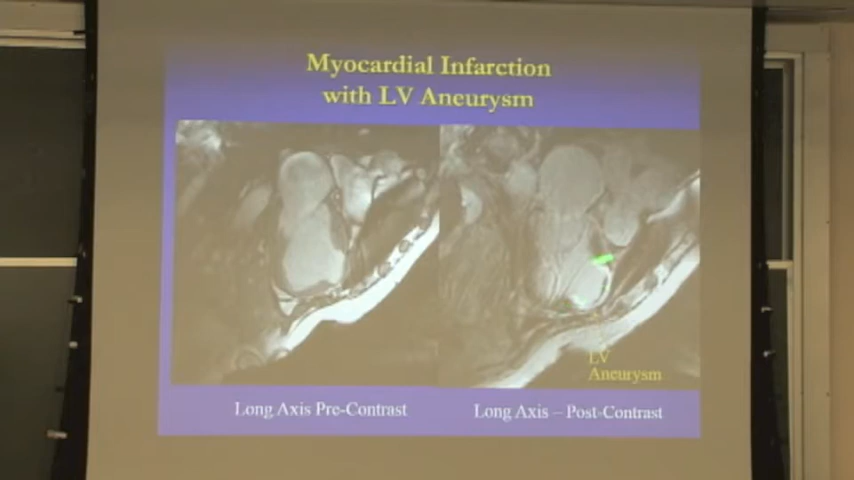 Myocardial Infarction
with LV Aneurysm
LV
Aneurysm
Long Axis Pre-Contrast
Long Axis – Post-Contrast